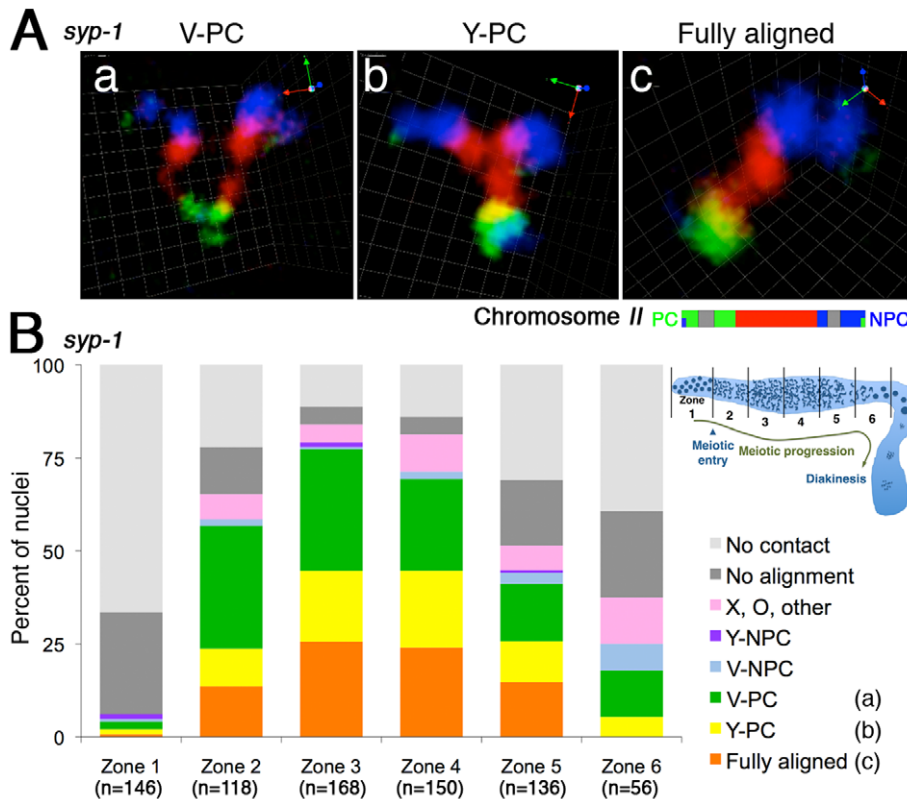 A syp-1 V-PC Y-PC Fully aligned
a b c
Chromosome II PC NPC
B syp-1
100
75
50
25
0
Percent of nuclei
Zone 1 Zone 2 Zone 3 Zone 4 Zone 5 Zone 6
(n=146) (n=118) (n=168) (n=150) (n=136) (n=56)
Zone
1 2 3 4 5 6
Meiotic entry
Meiotic progression
Diakinesis
No contact
No alignment
X, O, other
Y-NPC
V-NPC
V-PC (a)
Y-PC (b)
Fully aligned (c)